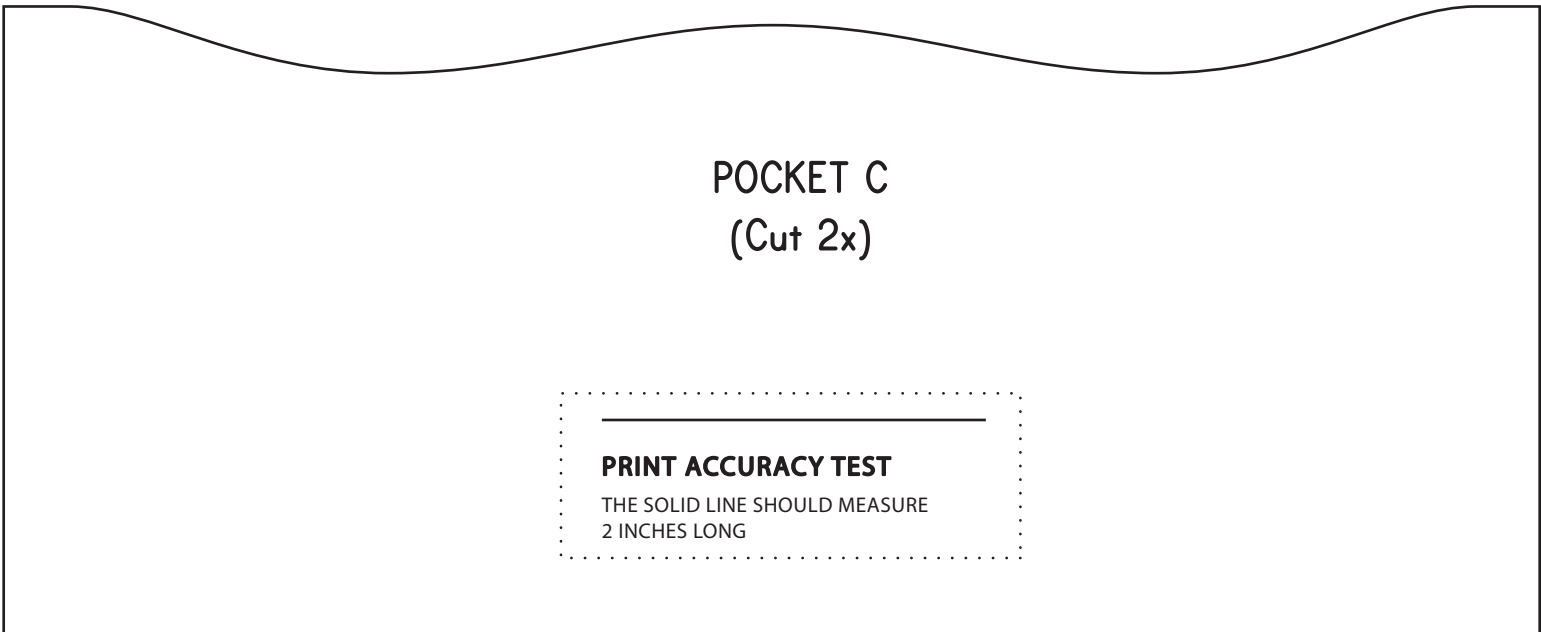 POCKET C
(Cut 2x)
PRINT ACCURACY TEST
THE SOLID LINE SHOULD MEASURE
2 INCHES LONG